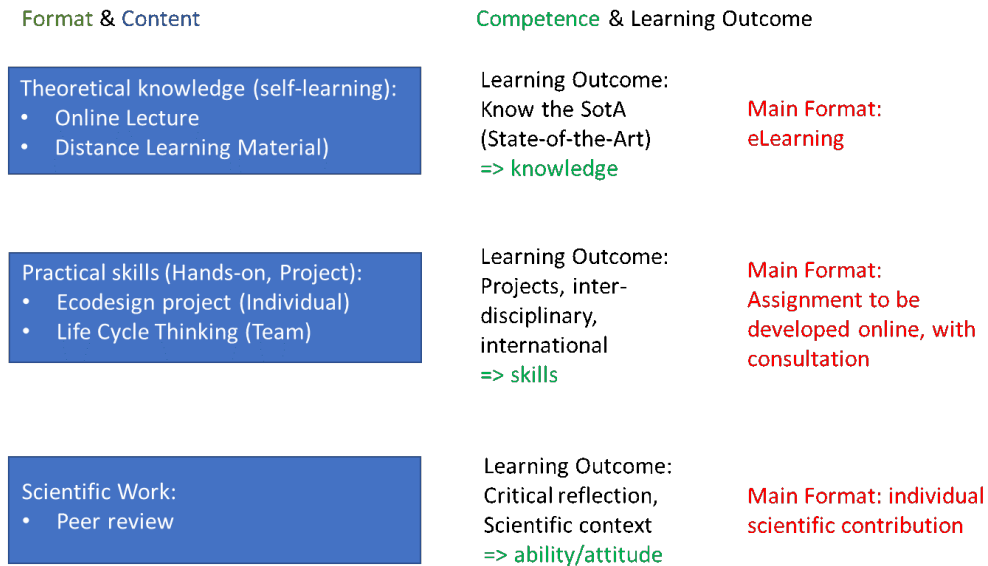 Format & Content
Competence & Learning Outcome
Theoretical knowledge (self-learning):
• Online Lecture
• Distance Learning Material)
Learning Outcome:
Know the SotA
(State-of-the-Art)
=> knowledge
Main Format:
eLearning
Practical skills (Hands-on, Project):
• Ecodesign project (Individual)
• Life Cycle Thinking (Team)
Learning Outcome:
Projects, inter-
disciplinary,
international
=> skills
Main Format:
Assignment to be
developed online, with
consultation
Scientific Work:
• Peer review
Learning Outcome:
Critical reflection,
Scientific context
=> ability/attitude
Main Format: individual
scientific contribution